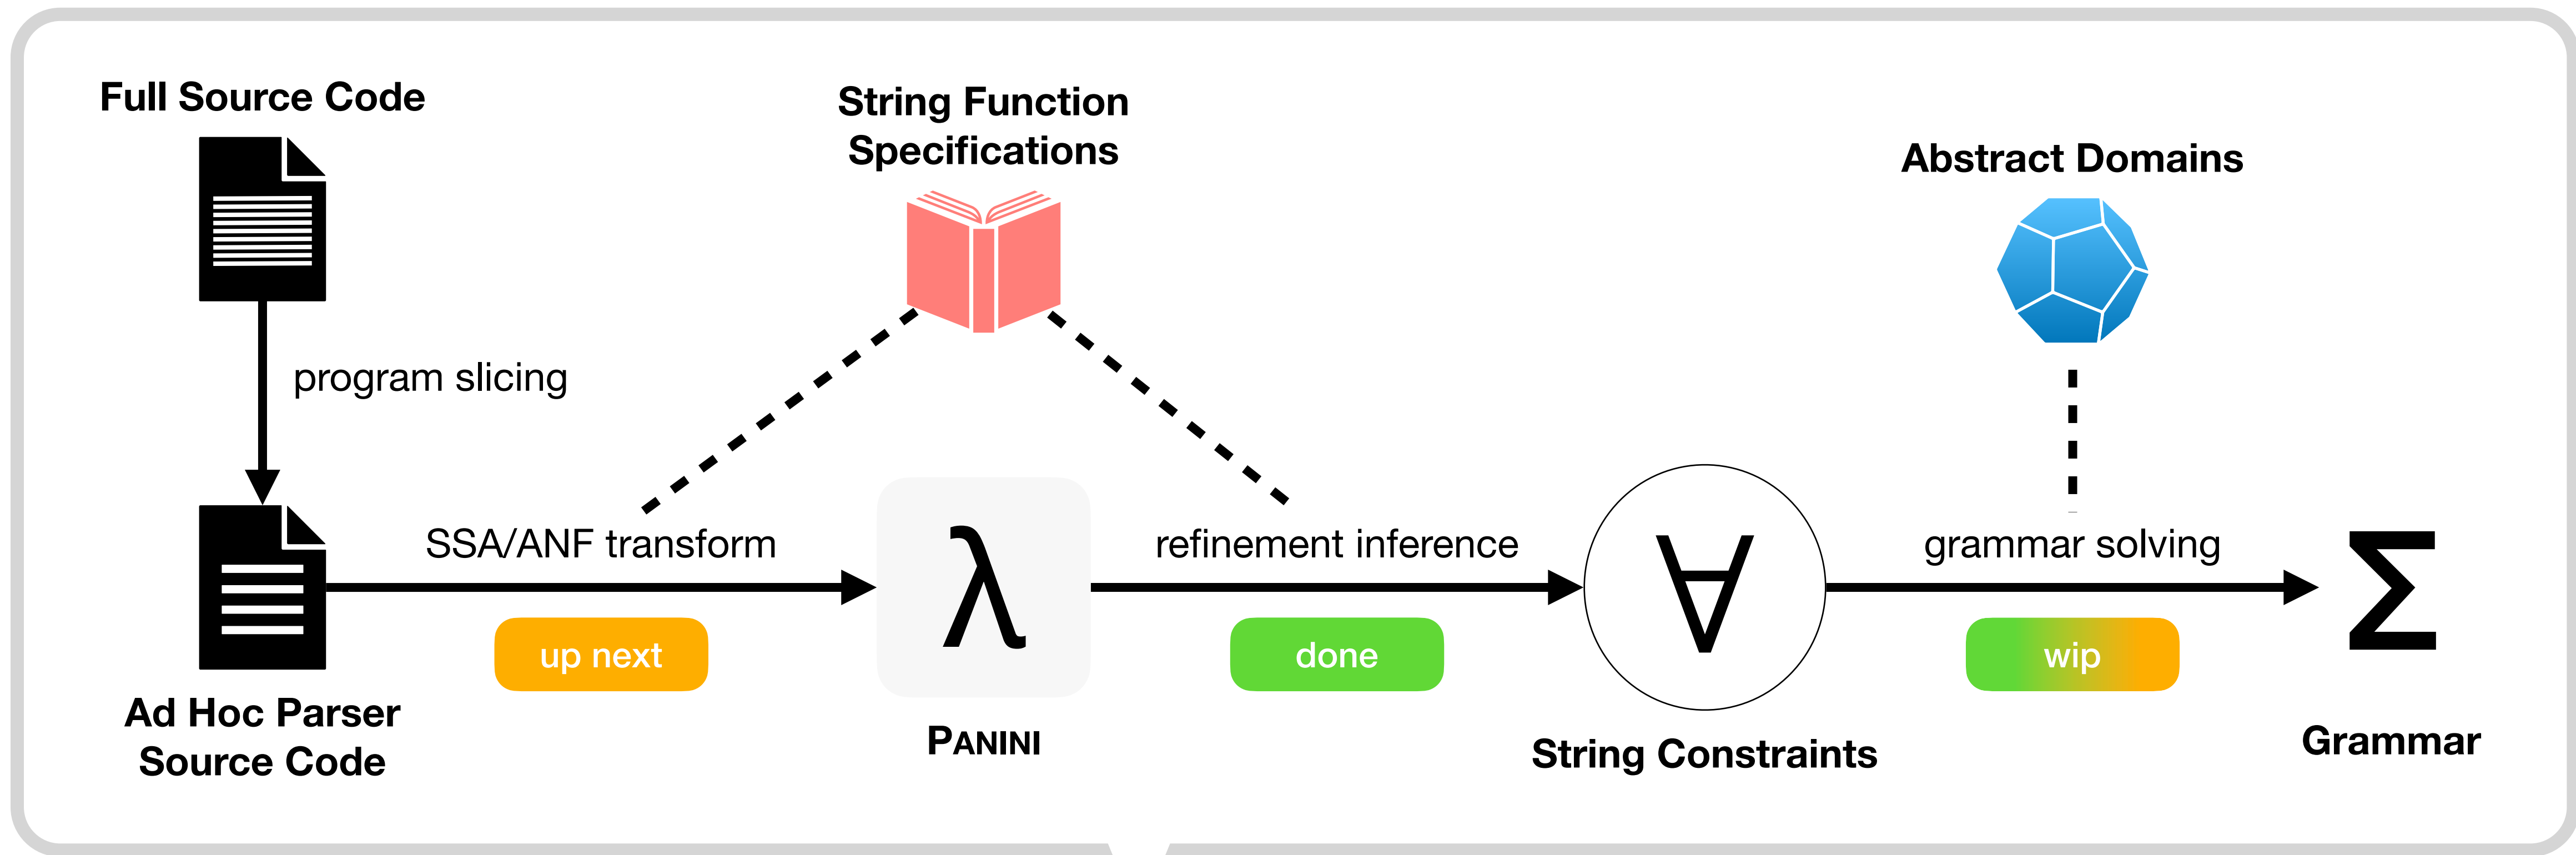 Full Source Code
String Function
Specifications
Abstract Domains
program slicing
SSA/ANF transform
λ
refinement inference
∀
grammar solving
Σ
up next
done
wip
Ad Hoc Parser
Source Code
PANINI
String Constraints
Grammar